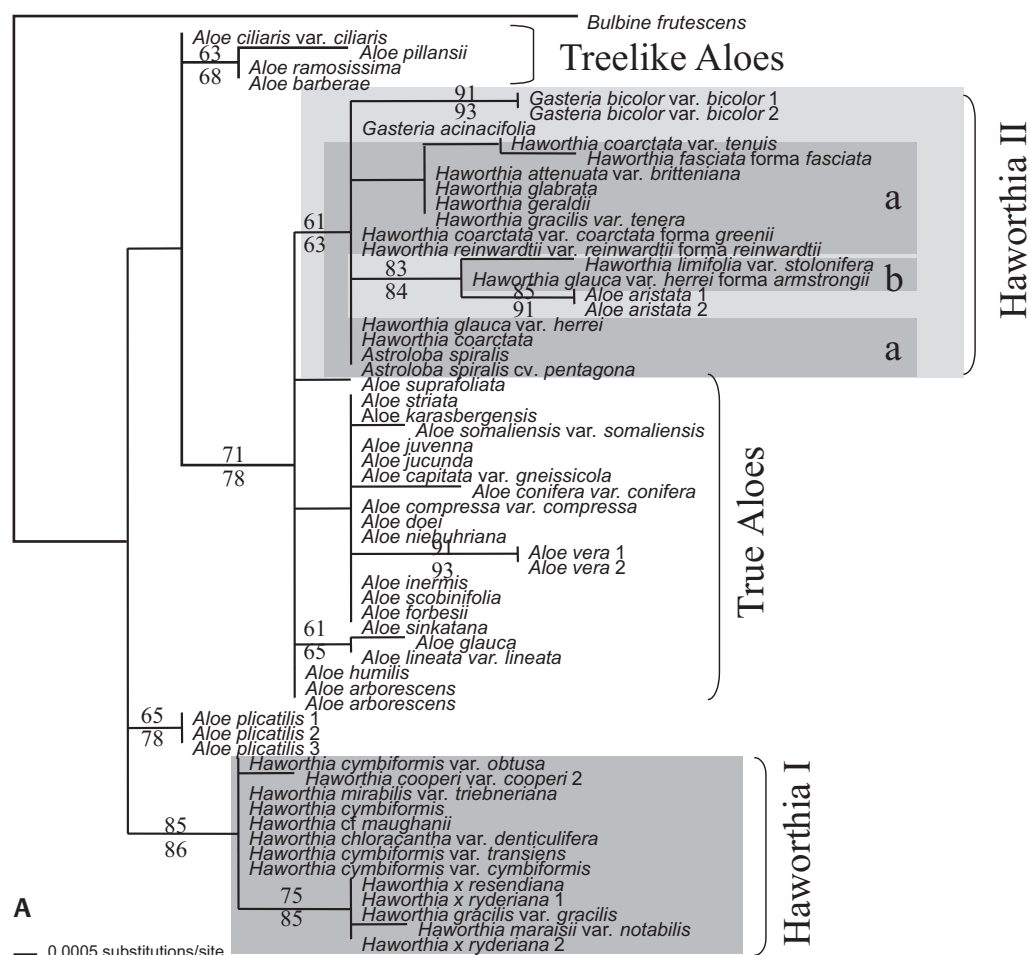 Bulbine frutescens
Aloe ciliaris var. ciliaris
63
Aloe pillansii
Aloe ramosissima
68
Aloe barberae
Treelike Aloes
91
Gasteria bicolor var. bicolor 1
93
Gasteria bicolor var. bicolor 2
Gasteria acinacifolia
Haworthia coarctata var. tenuis
Haworthia fasciata forma fasciata
Haworthia attenuata var. britteniana
Haworthia glabrata
Haworthia geraldii
Haworthia gracilis var. tenera
a
61
Haworthia coarctata var. coarctata forma greenii
63
Haworthia reinwardtii var. reinwardtii forma reinwardtii
83
Haworthia limifolia var. stolonifera
84
Haworthia glauca var. herrei forma armstrongii
b
85
Aloe aristata 1
91
Aloe aristata 2
Haworthia glauca var. herrei
Haworthia coarctata
Astroloba spiralis
a
Astroloba spiralis cv. pentagona
Haworthia II
Aloe suprafoliata
Aloe striata
Aloe karasbergensis
Aloe somaliensis var. somaliensis
Aloe juvenna
71
Aloe jucunda
78
Aloe capitata var. gneissicola
Aloe conifera var. conifera
Aloe compressa var. compressa
Aloe doei
Aloe niebuhriana
91
Aloe vera 1
93
Aloe vera 2
Aloe inermis
Aloe scobinifolia
Aloe forbesii
61
Aloe sinkatana
Aloe glauca
65
Aloe lineata var. lineata
Aloe humilis
Aloe arborescens
Aloe arborescens
True Aloes
65
Aloe plicatilis 1
78
Aloe plicatilis 2
Aloe plicatilis 3
Haworthia cymbiformis var. obtusa
Haworthia cooperi var. cooperi 2
Haworthia mirabilis var. triebneriana
Haworthia cymbiformis
85
Haworthia cf maughanii
86
Haworthia chloracantha var. denticulifera
Haworthia cymbiformis var. transiens
Haworthia cymbiformis var. cymbiformis
75
Haworthia x resendiana
Haworthia x ryderiana 1
85
Haworthia gracilis var. gracilis
Haworthia maraisii var. notabilis
Haworthia x ryderiana 2
Haworthia I
A
0.0005 substitutions/site